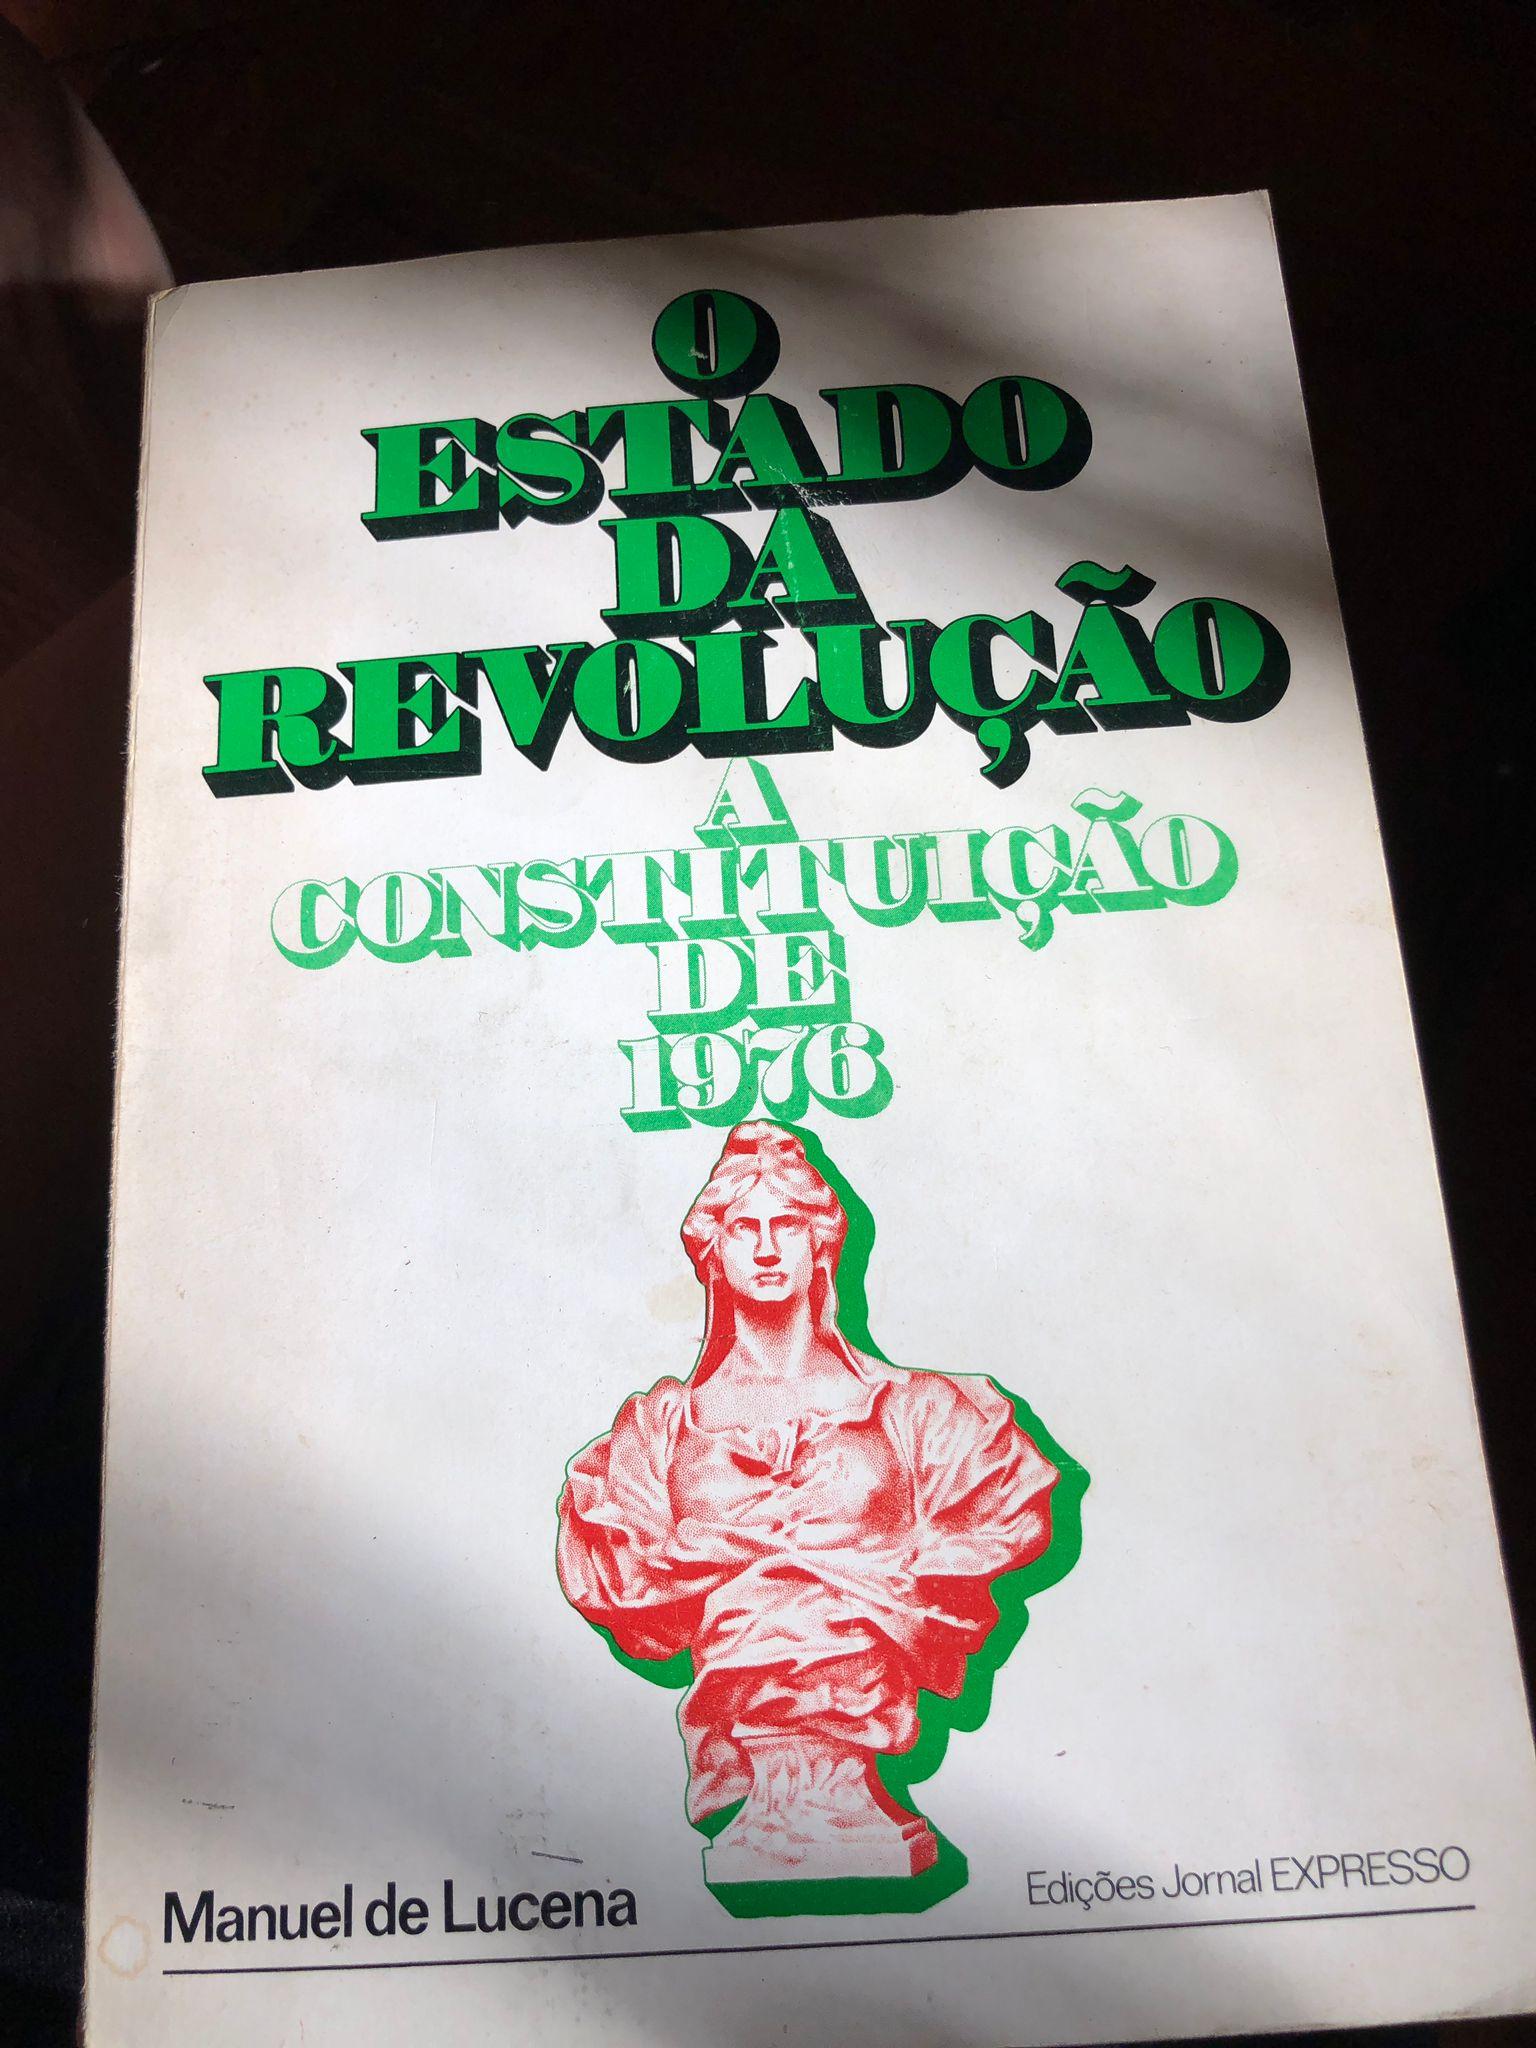 O
ESTADO
DA
REVOLUÇÃO
A
CONSTITUIÇÃO
DE
1976
Manuel de Lucena
Edições Jornal EXPRESSO